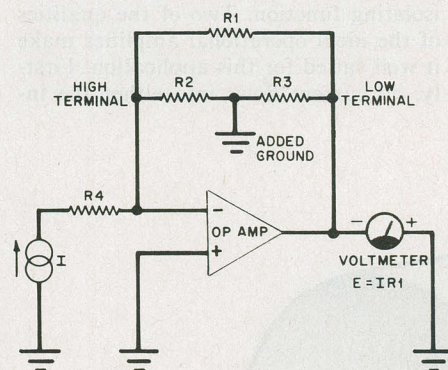 R1
R2
R3
HIGH
TERMINAL
LOW
TERMINAL
ADDED
GROUND
R4
−
OP AMP
+
I
− +
VOLTMETER
E = IR1